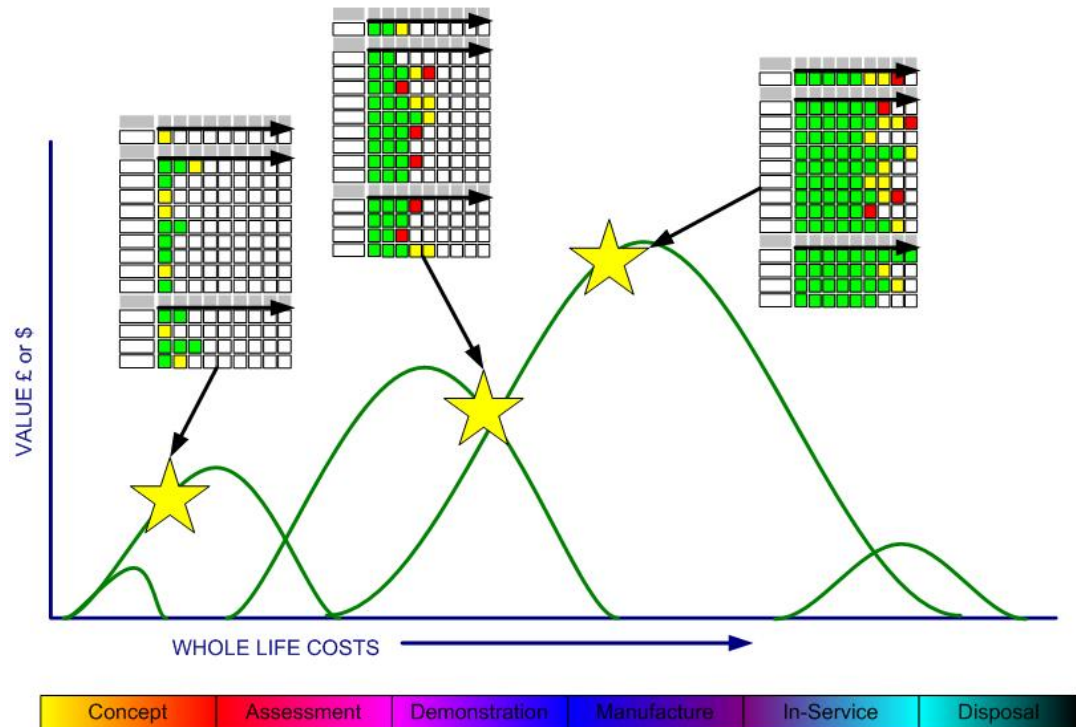 VALUE £ or $
WHOLE LIFE COSTS
Concept
Assessment
Demonstration
Manufacture
In-Service
Disposal